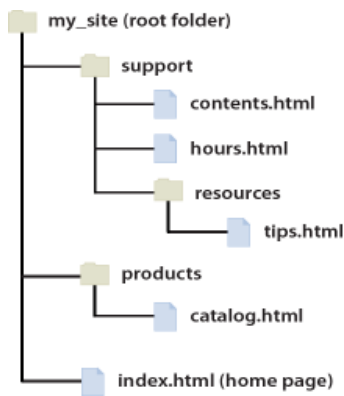 my_site (root folder)
support
contents.html
hours.html
resources
tips.html
products
catalog.html
index.html (home page)